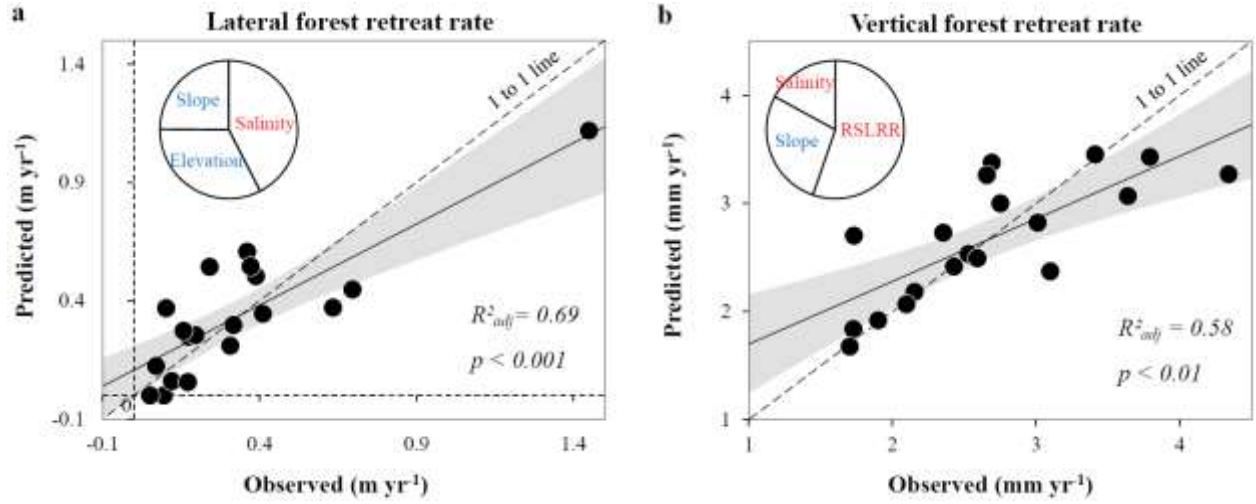 a
Lateral forest retreat rate
1.4
0.9
0.4
-0.1
0
-0.1
0.4
0.9
1.4
Predicted (m yr⁻¹)
Observed (m yr⁻¹)
Slope
Salinity
Elevation
1 to 1 line
R²adj = 0.69
p < 0.001
b
Vertical forest retreat rate
4
3
2
1
1
2
3
4
Predicted (mm yr⁻¹)
Observed (mm yr⁻¹)
Salinity
Slope
RSLRR
1 to 1 line
R²adj = 0.58
p < 0.01